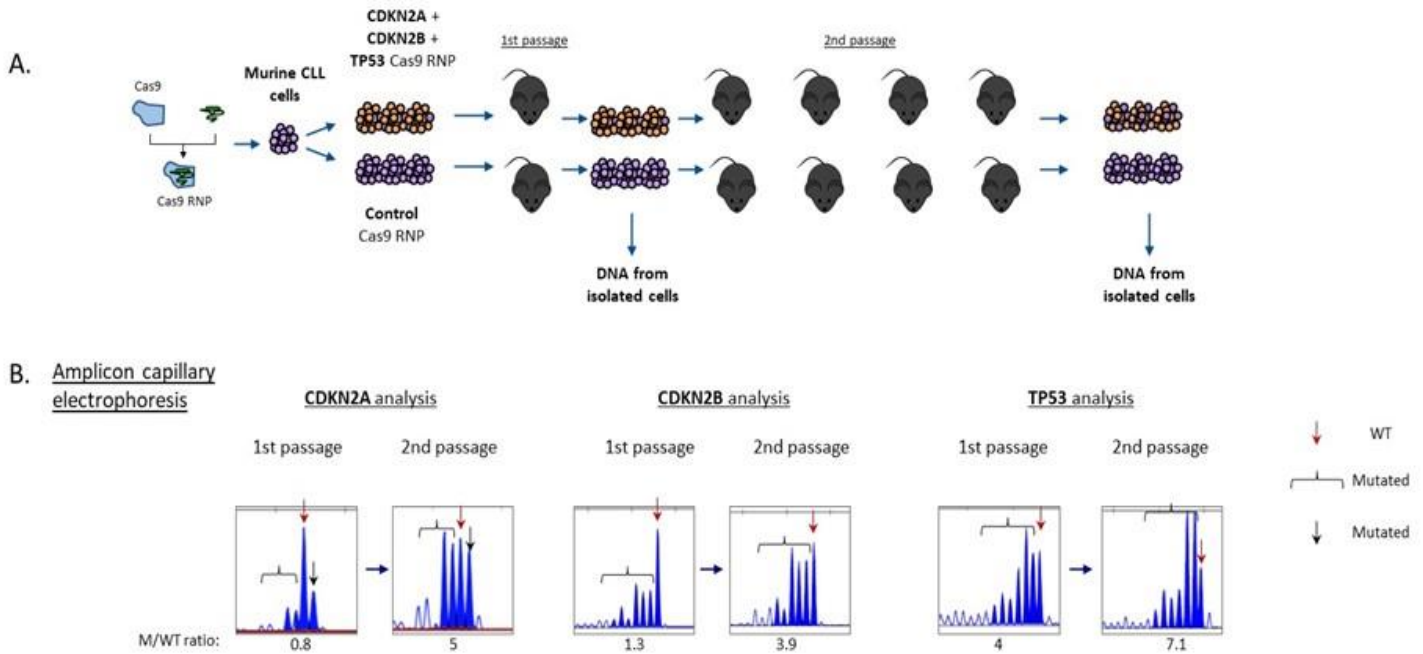 A.
Cas9
Cas9 RNP
Murine CLL
cells
CDKN2A +
CDKN2B +
TP53 Cas9 RNP
Control
Cas9 RNP
1st passage
2nd passage
DNA from
isolated cells
DNA from
isolated cells
B. Amplicon capillary
electrophoresis
CDKN2A analysis
1st passage 2nd passage
CDKN2B analysis
1st passage 2nd passage
TP53 analysis
1st passage 2nd passage
WT
Mutated
Mutated
M/WT ratio: 0.8 5 1.3 3.9 4 7.1